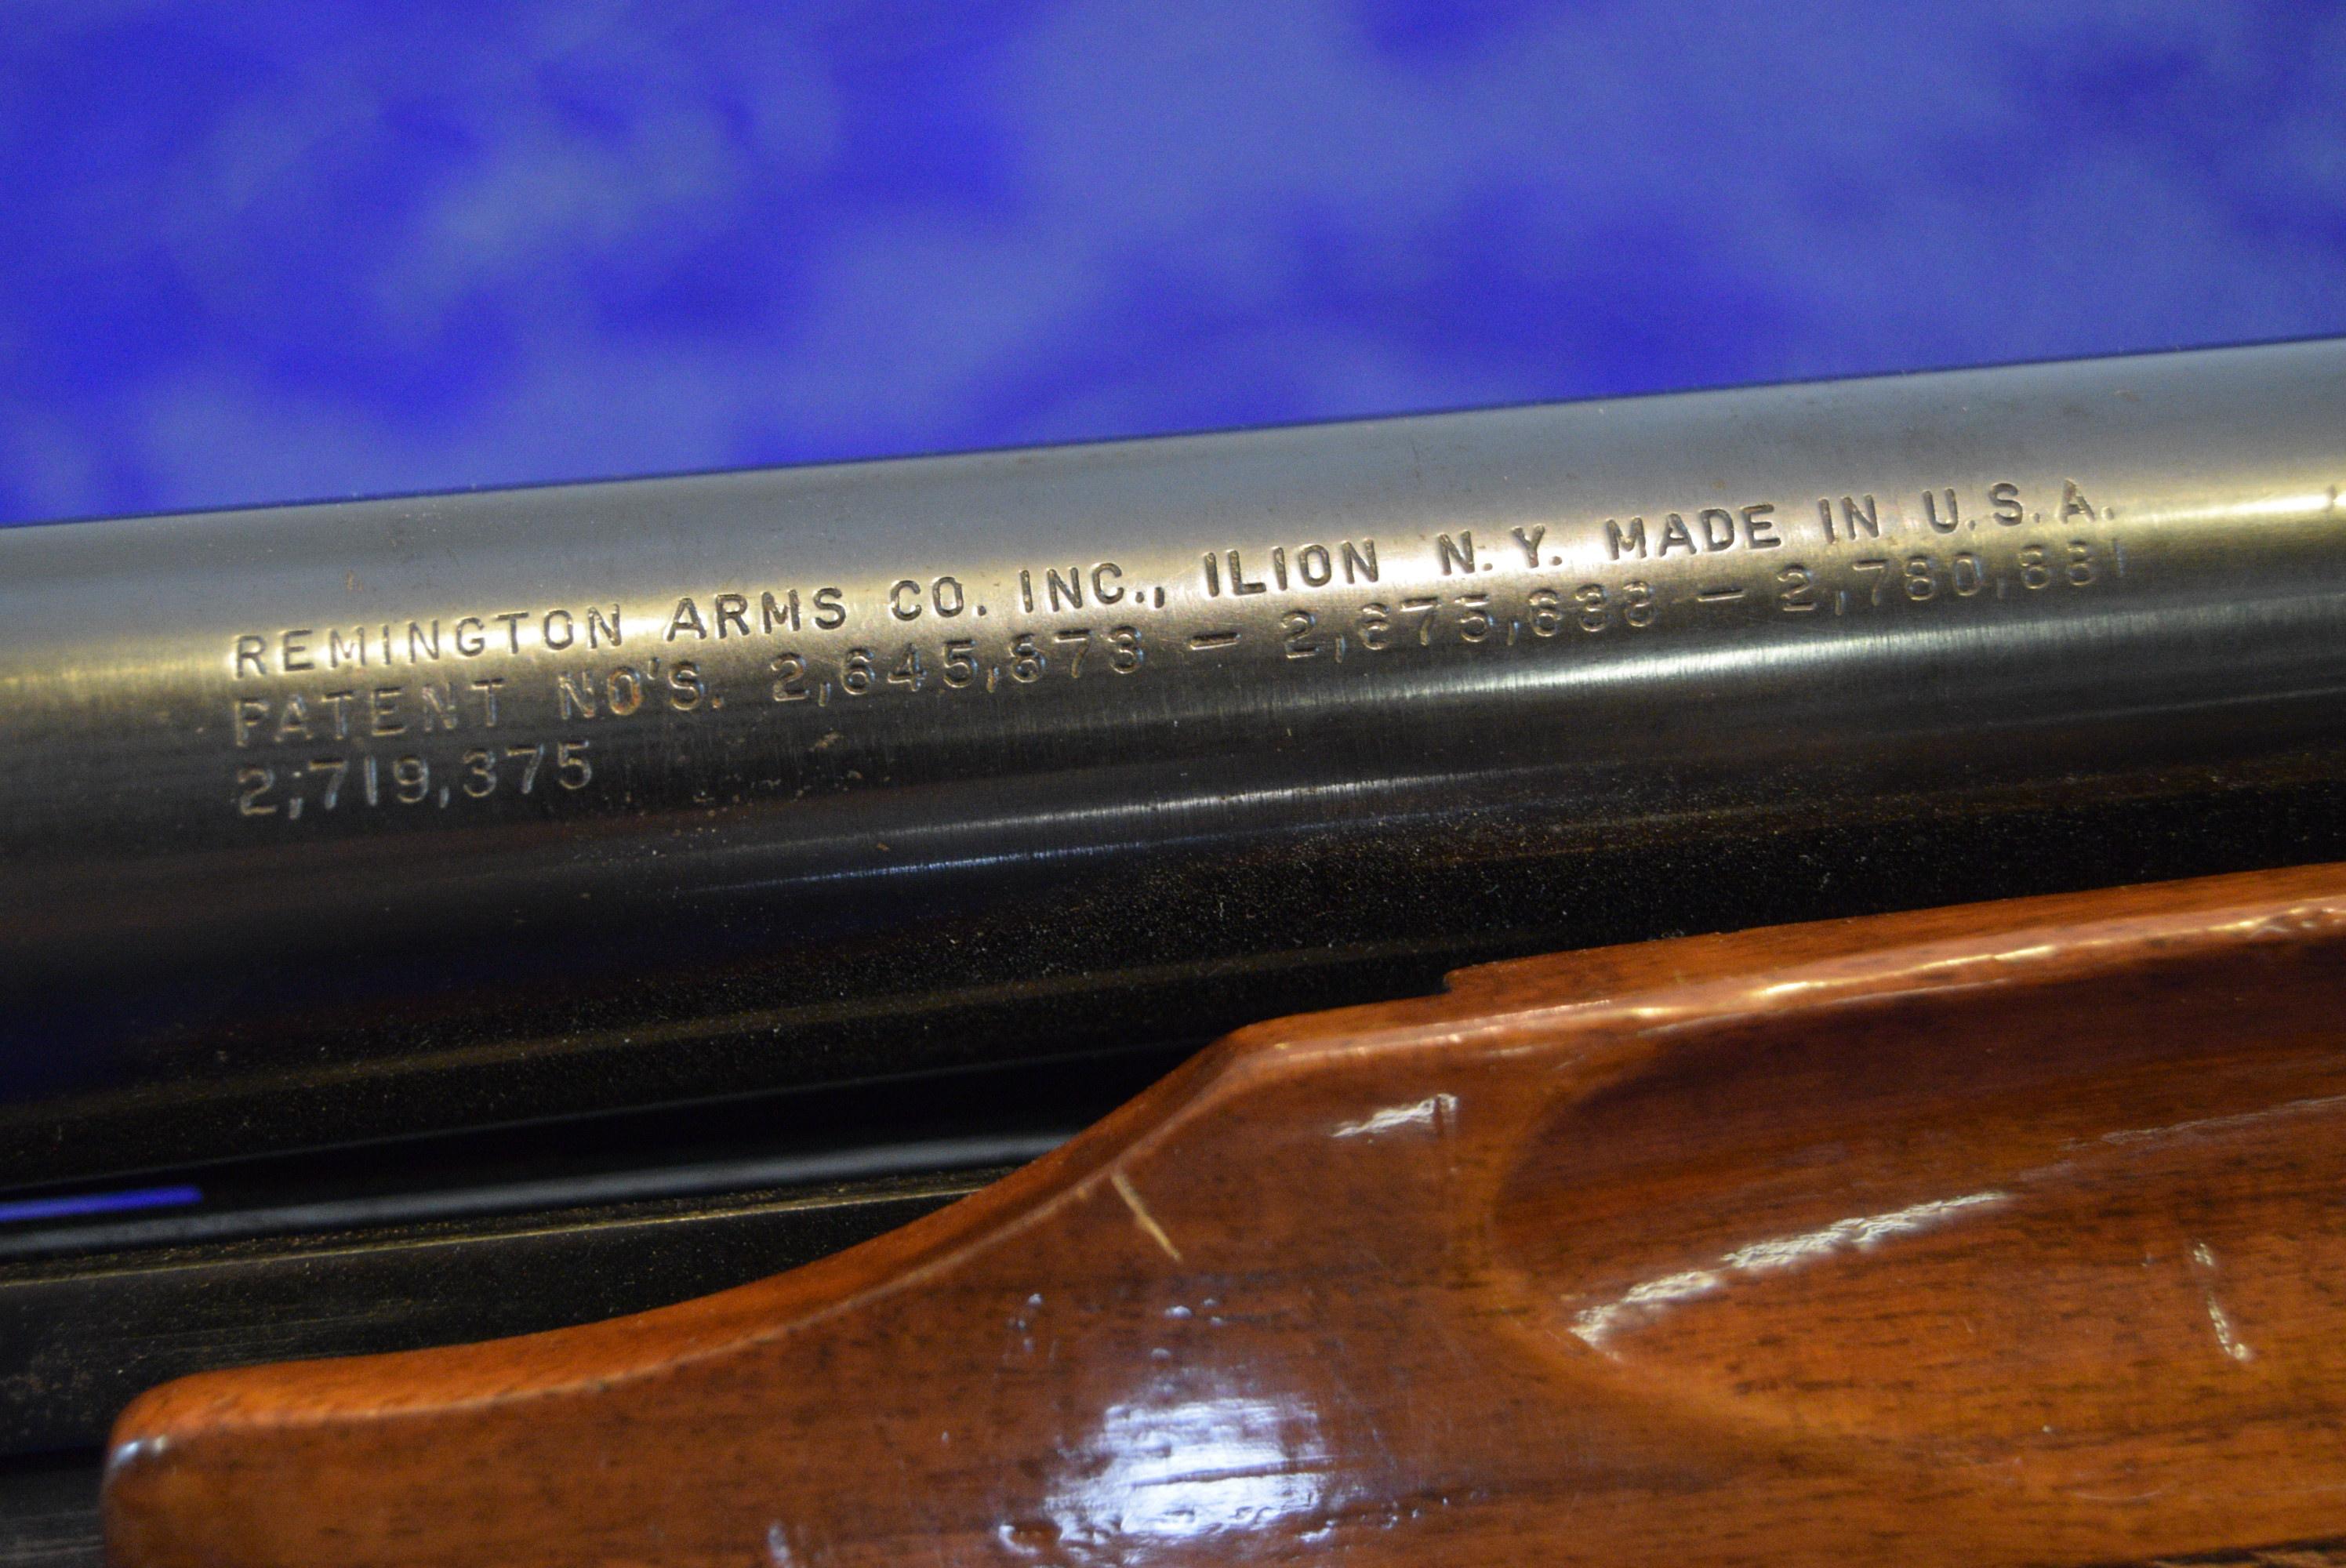 REMINGTON ARMS CO. INC., ILION N.Y. MADE IN U.S.A.
PATENT NO'S. 2,645,873 — 2,675,638 — 2,780,881
2,719,375